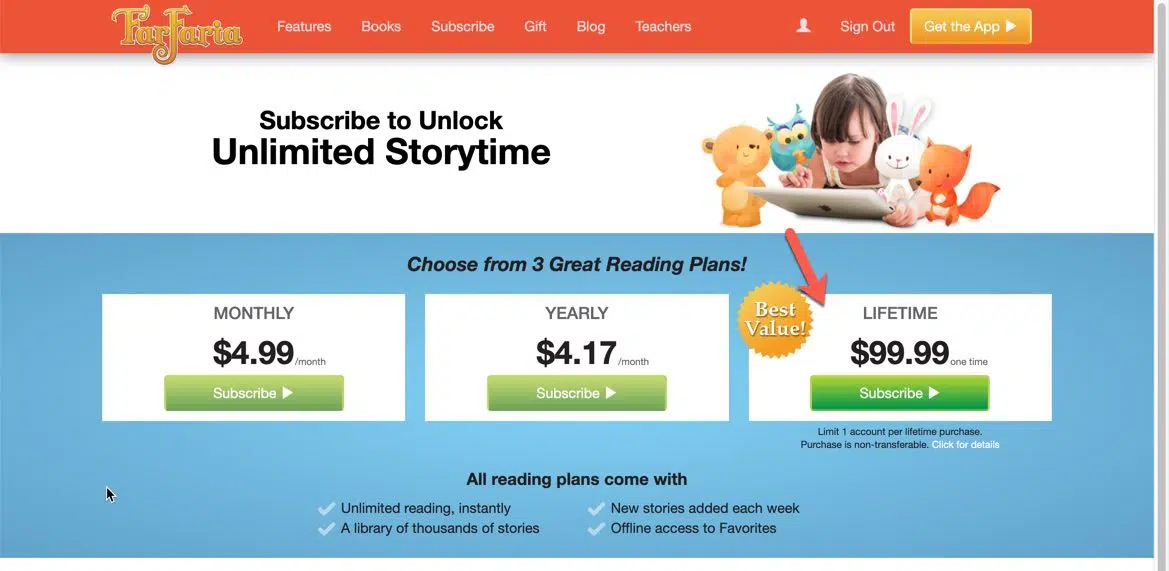 FarFaria
Features
Books
Subscribe
Gift
Blog
Teachers
Sign Out
Get the App
Subscribe to Unlock
Unlimited Storytime
Choose from 3 Great Reading Plans!
MONTHLY
$4.99/month
Subscribe
YEARLY
$4.17/month
Subscribe
Best
Value!
LIFETIME
$99.99 one time
Subscribe
Limit 1 account per lifetime purchase.
Purchase is non-transferable. Click for details
All reading plans come with
Unlimited reading, instantly
A library of thousands of stories
New stories added each week
Offline access to Favorites